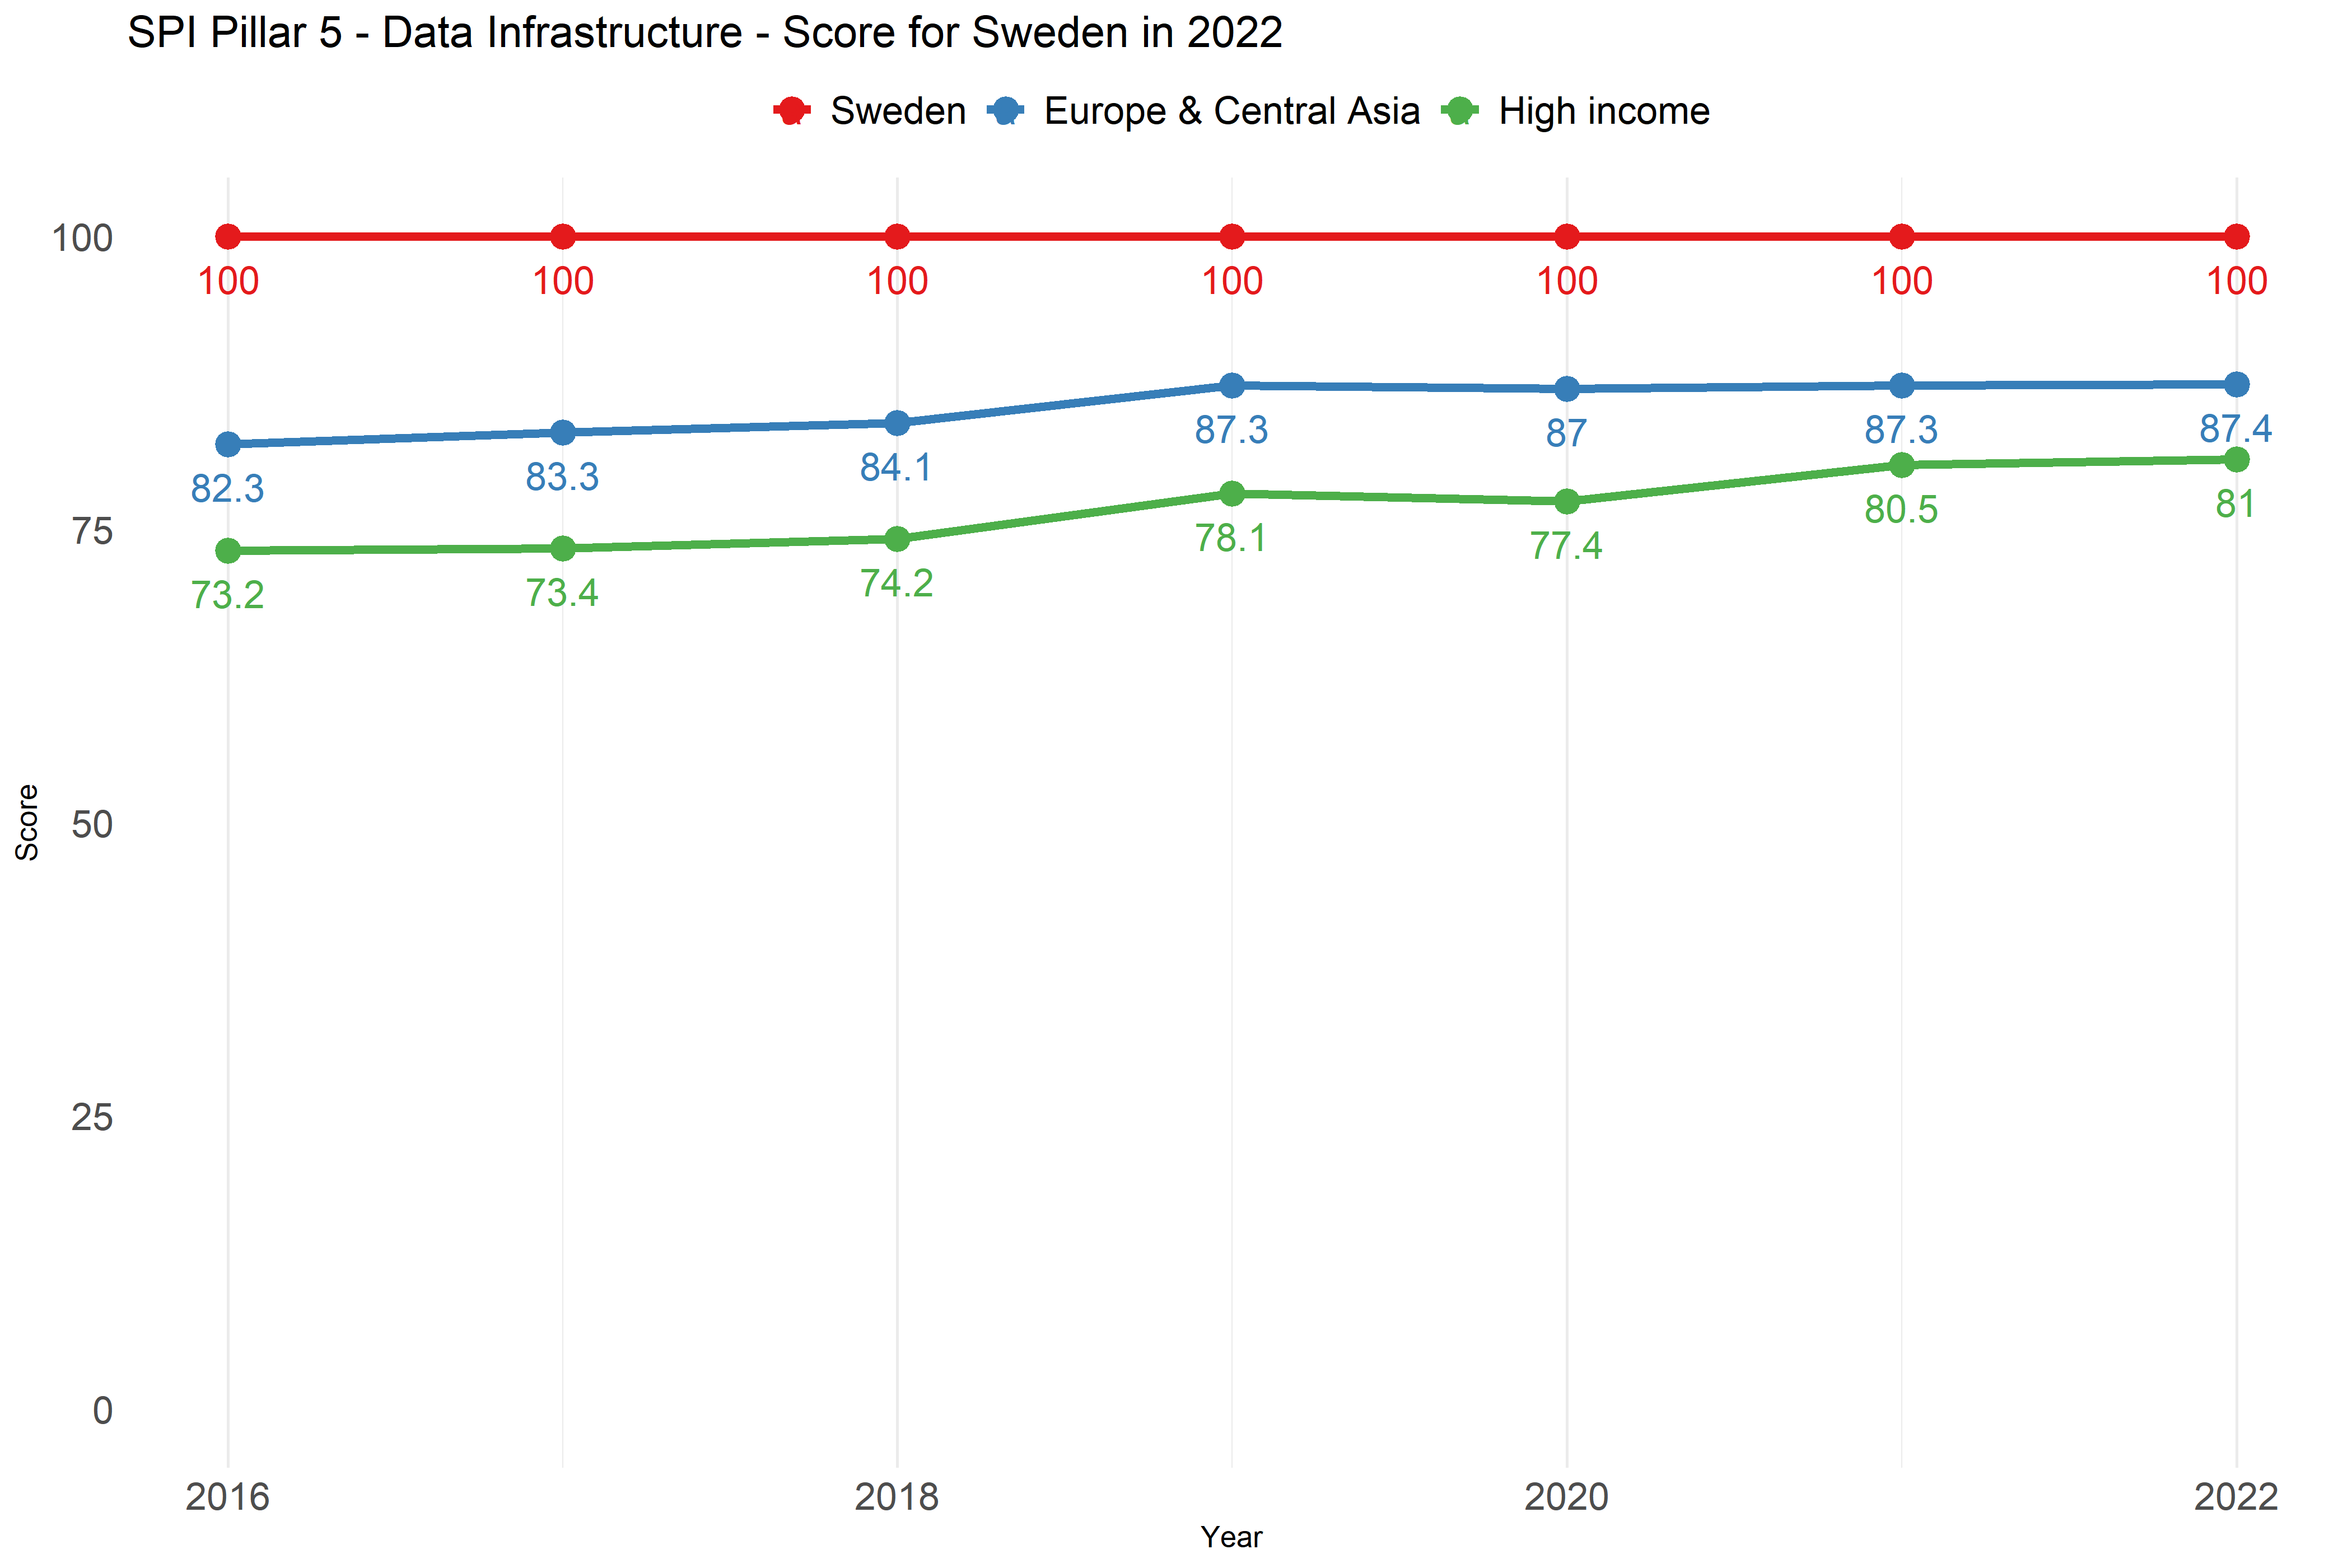 SPI Pillar 5 - Data Infrastructure - Score for Sweden in 2022
Sweden Europe & Central Asia High income
100
100 100 100 100 100 100 100
82.3 83.3 84.1 87.3 87 87.3 87.4
75
73.2 73.4 74.2 78.1 77.4 80.5 81
50
Score
25
0
2016 2018 2020 2022
Year